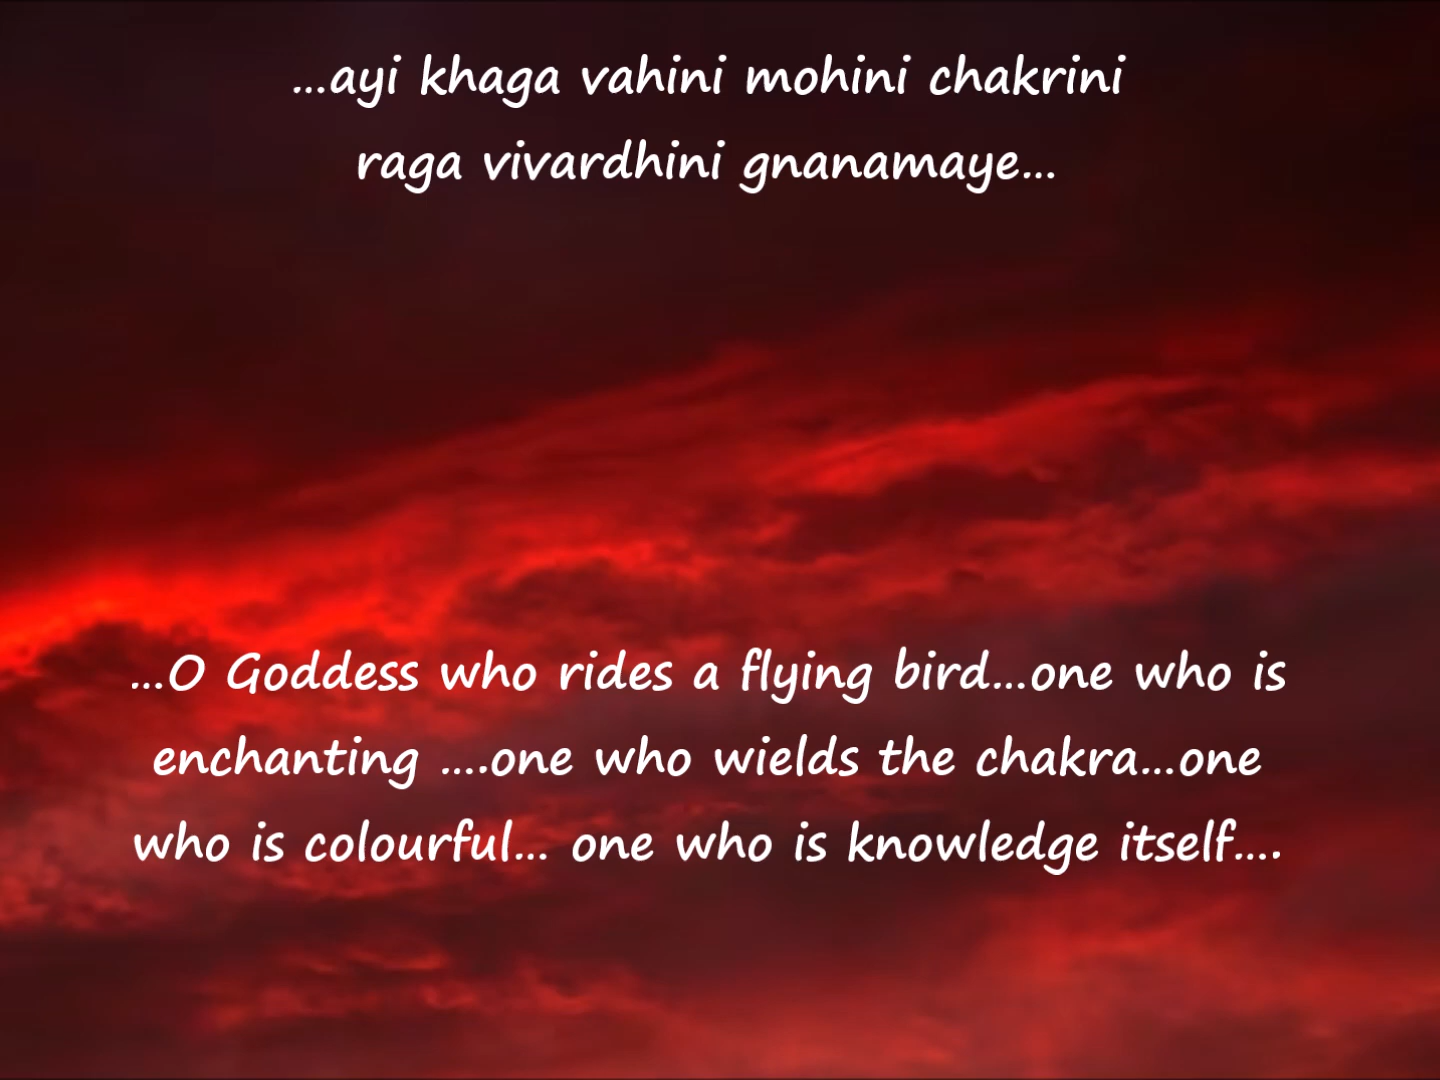 ...ayi khaga vahini mohini chakrini
raga vivardhini gnanamaye...
...O Goddess who rides a flying bird...one who is
enchanting ....one who wields the chakra...one
who is colourful... one who is knowledge itself....